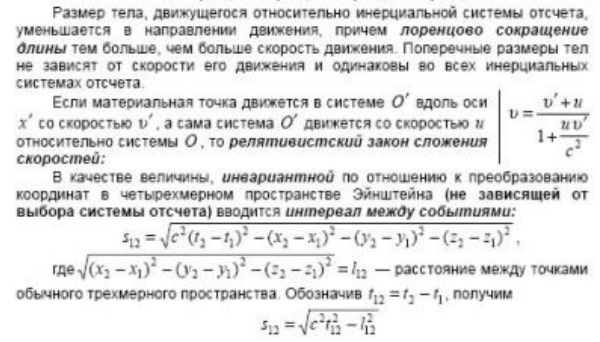 Размер тела, движущегося относительно инерциальной системы отсчета,
уменьшается в направлении движения, причем лоренцово сокращение
длины тем больше, чем больше скорость движения. Поперечные размеры тел
не зависят от скорости его движения и одинаковы во всех инерциальных
системах отсчета.
Если материальная точка движется в системе O′ вдоль оси
x′ со скоростью υ′, а сама система O′ движется со скоростью u
относительно системы O, то релятивистский закон сложения
скоростей:
υ = (υ′ + u) / (1 + uυ′/c²)
В качестве величины, инвариантной по отношению к преобразованию
координат в четырехмерном пространстве Эйнштейна (не зависящей от
выбора системы отсчета) вводится интервал между событиями:
s₁₂ = √(c²(t₂ − t₁)² − (x₂ − x₁)² − (y₂ − y₁)² − (z₂ − z₁)²) ,
где √((x₂ − x₁)² − (y₂ − y₁)² − (z₂ − z₁)²) = l₁₂ — расстояние между точками
обычного трехмерного пространства. Обозначив t₁₂ = t₂ − t₁, получим
s₁₂ = √(c²t₁₂² − l₁₂²)